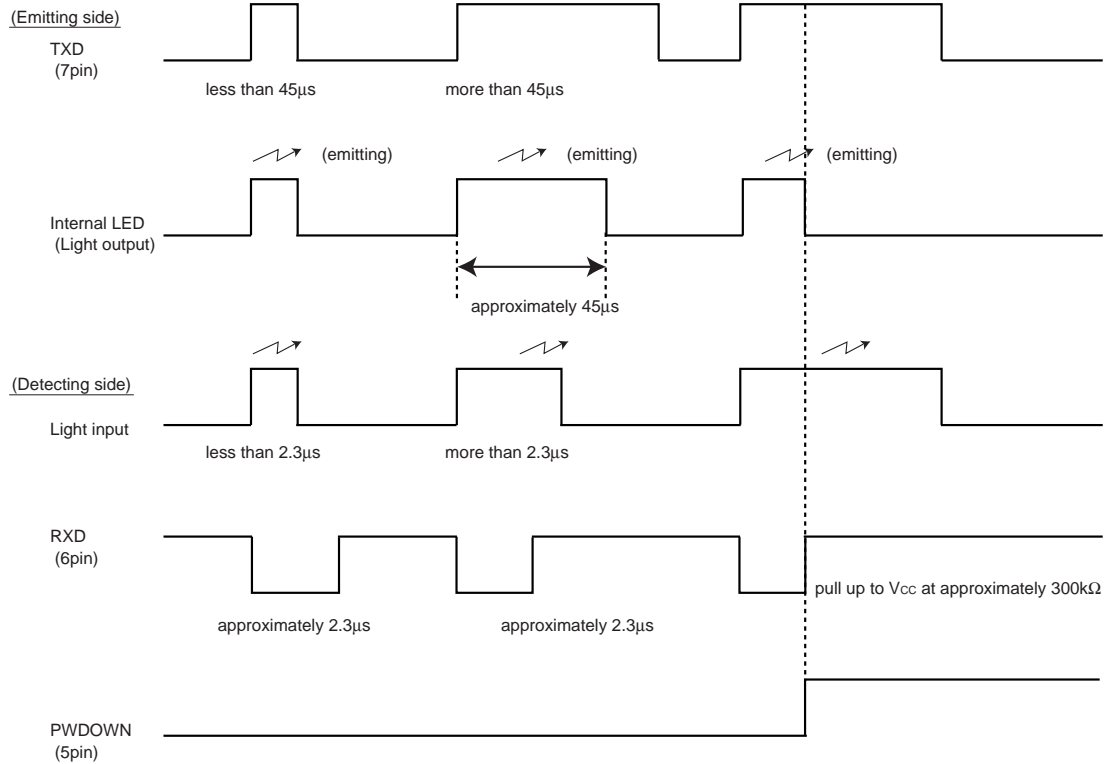 (Emitting side)
TXD
(7pin)
less than 45μs
more than 45μs
(emitting)
(emitting)
(emitting)
Internal LED
(Light output)
approximately 45μs
(Detecting side)
Light input
less than 2.3μs
more than 2.3μs
RXD
(6pin)
pull up to Vcc at approximately 300kΩ
approximately 2.3μs
approximately 2.3μs
PWDOWN
(5pin)